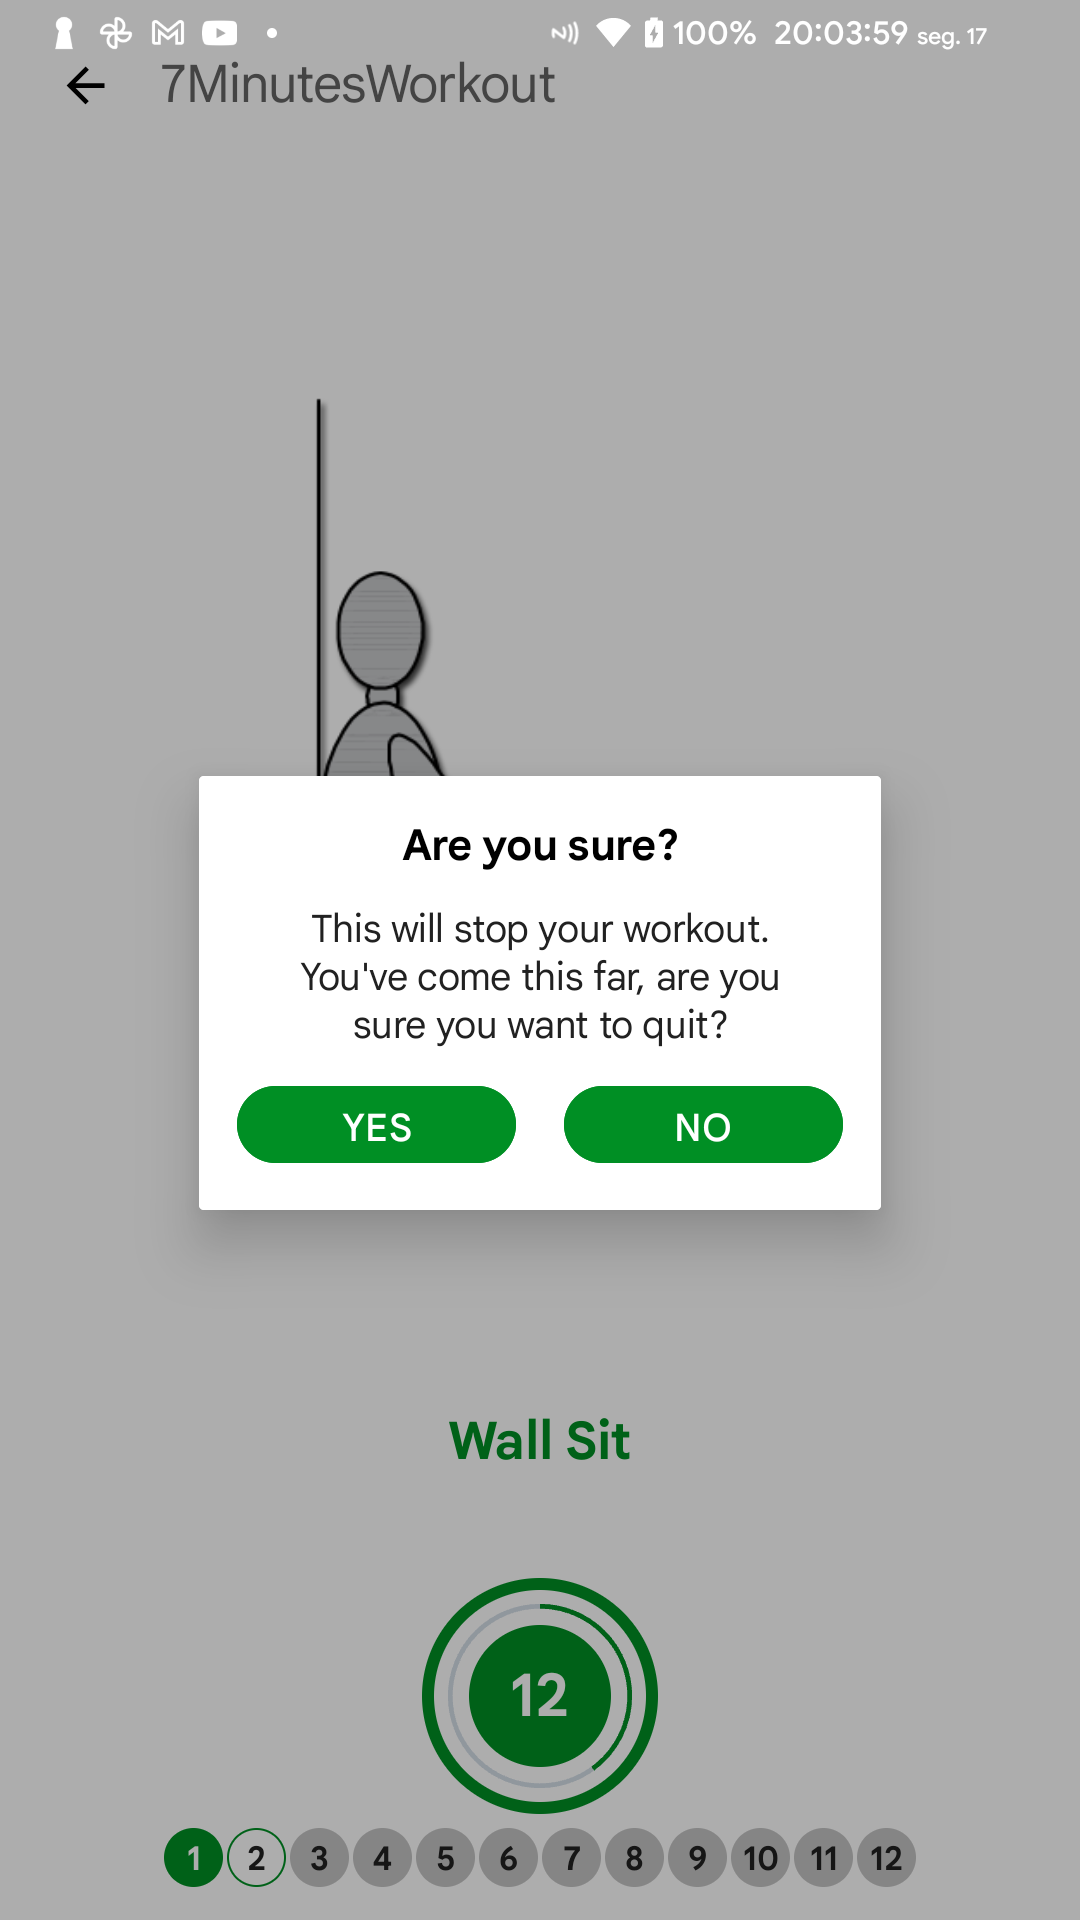 100% 20:03:59 seg. 17
7MinutesWorkout
Are you sure?
This will stop your workout.
You've come this far, are you
sure you want to quit?
YES NO
Wall Sit
12
1 2 3 4 5 6 7 8 9 10 11 12